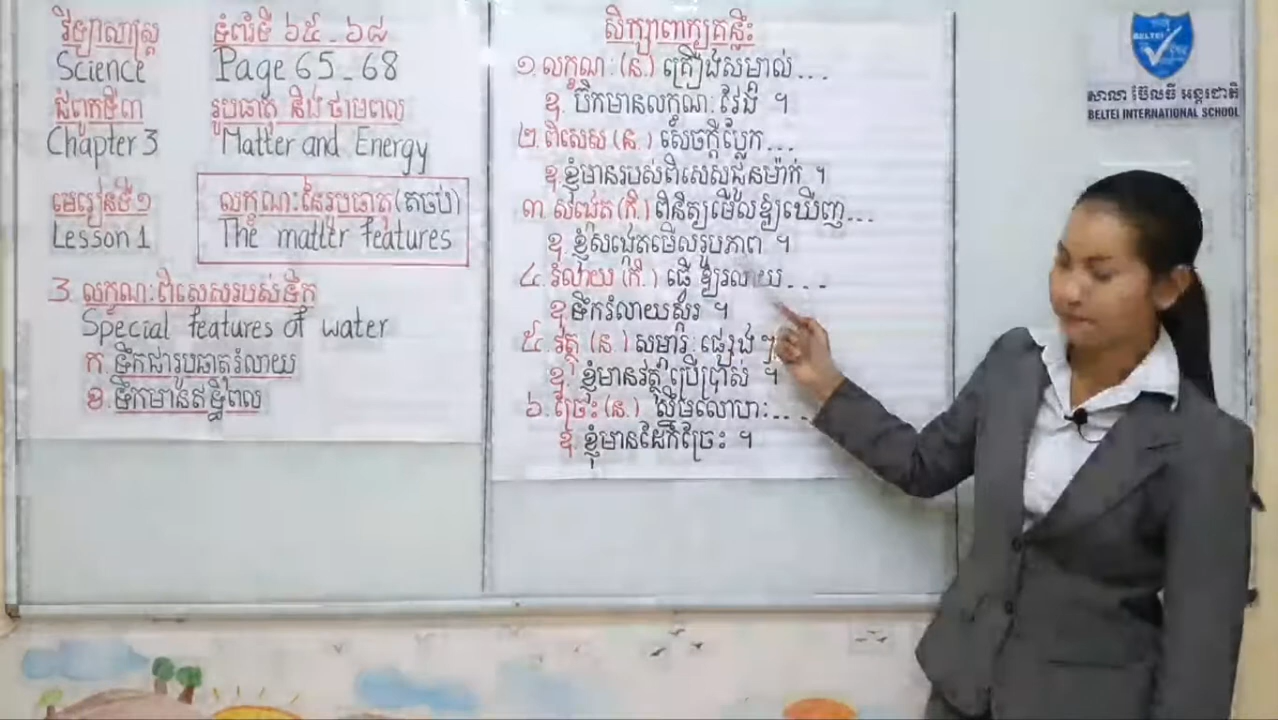 វិទ្យាសាស្ត្រ ទំព័រទី ៦៥ - ៦៨
Science Page 65 - 68
ជំពូកទី៣ រូបធាតុ និង ថាមពល
Chapter 3 Matter and Energy
មេរៀនទី១ លក្ខណៈនៃរូបធាតុ(តចប់)
Lesson 1 The matter features
3. លក្ខណៈពិសេសរបស់ទឹក
Special features of water
ក. ទឹកជារូបធាតុរំលាយ
ខ. ទឹកមានឥទ្ធិពល
សិក្សាពាក្យគន្លឹះ
១. លក្ខណៈ (ន.) គ្រឿងសម្គាល់...
ឧ. ប៊ិកមានលក្ខណៈវែង ។
២. ពិសេស (ន.) សេចក្ដីប្លែក...
ឧ. ខ្ញុំមានរបស់ពិសេសជូនម៉ាក់ ។
៣. សង្កេត (កិ.) ពិនិត្យមើលឱ្យឃើញ...
ឧ. ខ្ញុំសង្កេតមើលរូបភាព ។
៤. រំលាយ (កិ.) ធ្វើឱ្យរលាយ...
ឧ. ទឹករំលាយស្ករ ។
៥. វត្ថុ (ន.) សម្ភារៈផ្សេង ៗ
ឧ. ខ្ញុំមានវត្ថុប្រើប្រាស់ ។
៦. ច្រែះ (ន.) ស្នឹមលោហៈ...
ឧ. ខ្ញុំមានដែកច្រែះ ។
BELTEI
សាលា ប៊ែលធី អន្តរជាតិ
BELTEI INTERNATIONAL SCHOOL